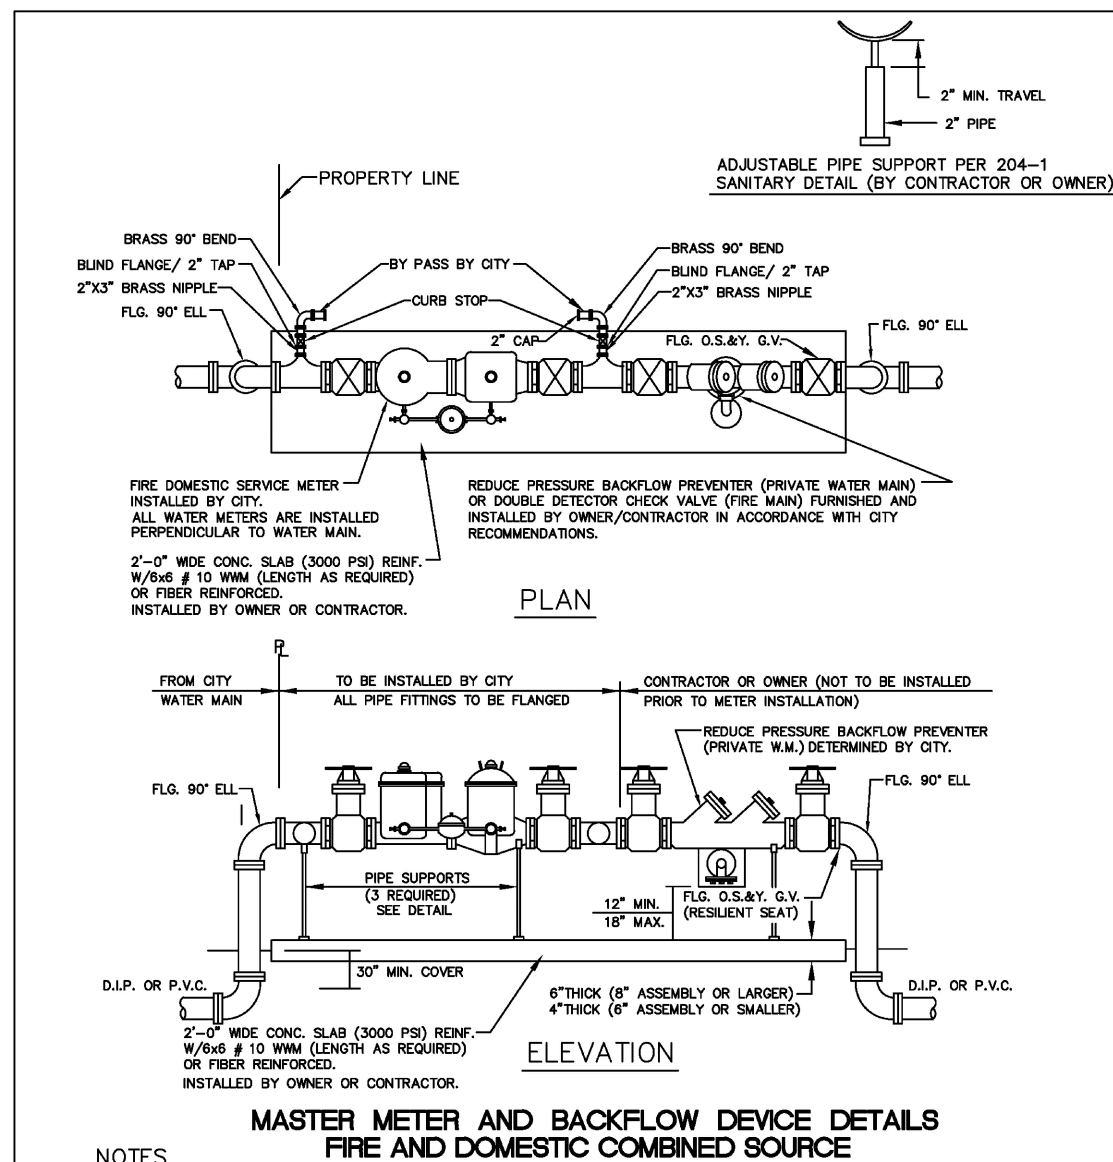 2" MIN. TRAVEL
2" PIPE
ADJUSTABLE PIPE SUPPORT PER 204-1
SANITARY DETAIL (BY CONTRACTOR OR OWNER)
PROPERTY LINE
BRASS 90° BEND
BLIND FLANGE/ 2" TAP
2"X3" BRASS NIPPLE
FLG. 90° ELL
BY PASS BY CITY
CURB STOP
2" CAP
BRASS 90° BEND
BLIND FLANGE/ 2" TAP
2"X3" BRASS NIPPLE
FLG. O.S.&Y. G.V.
FLG. 90° ELL
FIRE DOMESTIC SERVICE METER
INSTALLED BY CITY.
ALL WATER METERS ARE INSTALLED
PERPENDICULAR TO WATER MAIN.
REDUCE PRESSURE BACKFLOW PREVENTER (PRIVATE WATER MAIN)
OR DOUBLE DETECTOR CHECK VALVE (FIRE MAIN) FURNISHED AND
INSTALLED BY OWNER/CONTRACTOR IN ACCORDANCE WITH CITY
RECOMMENDATIONS.
2'-0" WIDE CONC. SLAB (3000 PSI) REINF.
W/6x6 # 10 WWM (LENGTH AS REQUIRED)
OR FIBER REINFORCED.
INSTALLED BY OWNER OR CONTRACTOR.
PLAN
PL
FROM CITY
WATER MAIN
TO BE INSTALLED BY CITY
ALL PIPE FITTINGS TO BE FLANGED
CONTRACTOR OR OWNER (NOT TO BE INSTALLED
PRIOR TO METER INSTALLATION)
REDUCE PRESSURE BACKFLOW PREVENTER
(PRIVATE W.M.) DETERMINED BY CITY.
FLG. 90° ELL
FLG. 90° ELL
PIPE SUPPORTS
(3 REQUIRED)
SEE DETAIL
12" MIN.
18" MAX.
FLG. O.S.&Y. G.V.
(RESILIENT SEAT)
30" MIN. COVER
D.I.P. OR P.V.C.
6"THICK (8" ASSEMBLY OR LARGER)
4"THICK (6" ASSEMBLY OR SMALLER)
D.I.P. OR P.V.C.
2'-0" WIDE CONC. SLAB (3000 PSI) REINF.
W/6x6 # 10 WWM (LENGTH AS REQUIRED)
OR FIBER REINFORCED.
INSTALLED BY OWNER OR CONTRACTOR.
ELEVATION
MASTER METER AND BACKFLOW DEVICE DETAILS
FIRE AND DOMESTIC COMBINED SOURCE
NOTES